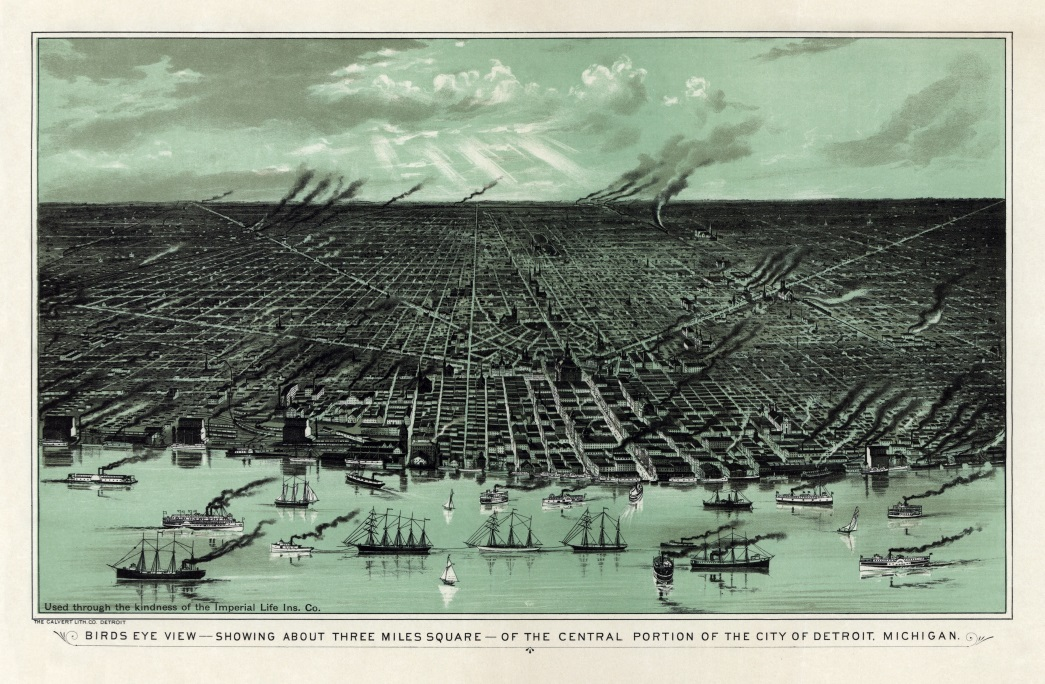 Used through the kindness of the Imperial Life Ins. Co.
THE CALVERT LITH. CO. DETROIT
BIRDS EYE VIEW—SHOWING ABOUT THREE MILES SQUARE—OF THE CENTRAL PORTION OF THE CITY OF DETROIT, MICHIGAN.